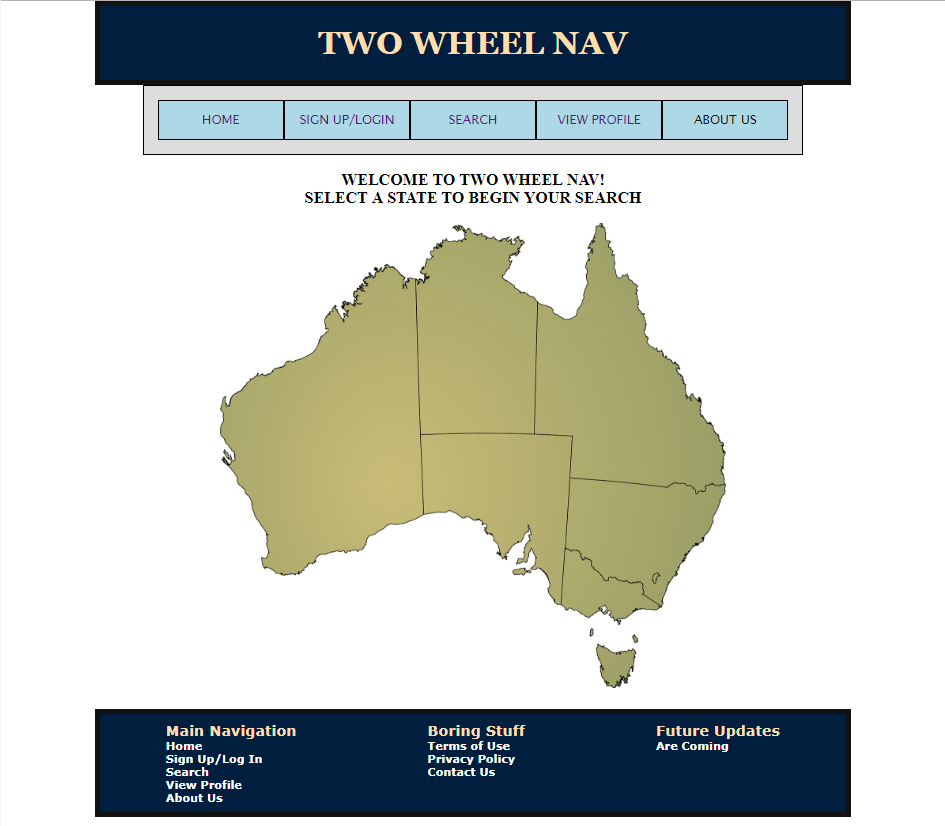 TWO WHEEL NAV
HOME SIGN UP/LOGIN SEARCH VIEW PROFILE ABOUT US
WELCOME TO TWO WHEEL NAV!
SELECT A STATE TO BEGIN YOUR SEARCH
Main Navigation
Home
Sign Up/Log In
Search
View Profile
About Us
Boring Stuff
Terms of Use
Privacy Policy
Contact Us
Future Updates
Are Coming